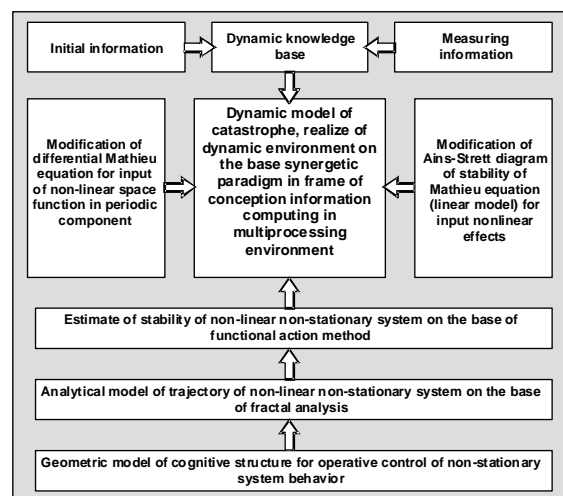 Initial information
Dynamic knowledge
base
Measuring
information
Modification of
differential Mathieu
equation for input
of non-linear space
function in periodic
component
Dynamic model of
catastrophe, realize of
dynamic environment on
the base synergetic
paradigm in frame of
conception information
computing in
multiprocessing
environment
Modification of
Ains-Strett diagram
of stability of
Mathieu equation
(linear model) for
input nonlinear
effects
Estimate of stability of non-linear non-stationary system on the base of
functional action method
Analytical model of trajectory of non-linear non-stationary system on the base
of fractal analysis
Geometric model of cognitive structure for operative control of non-stationary
system behavior